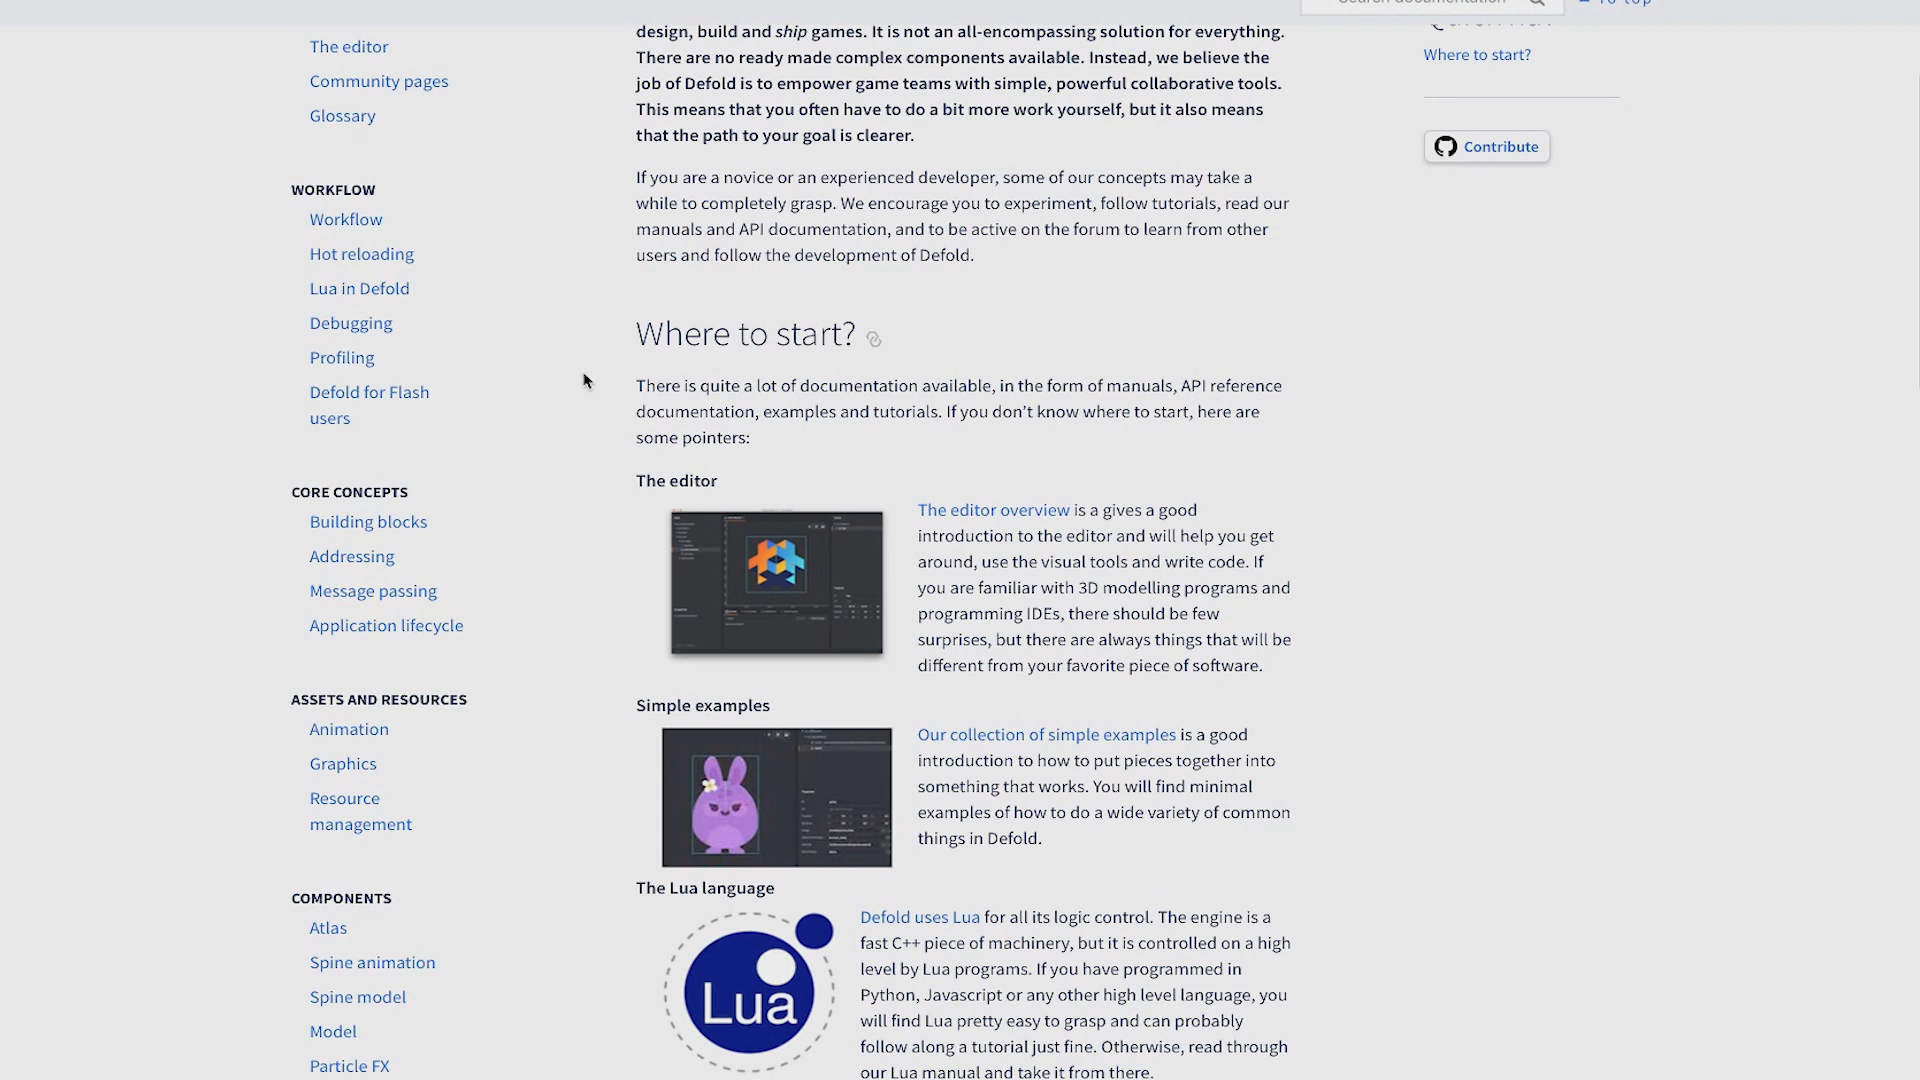 To top
The editor
Community pages
Glossary
WORKFLOW
Workflow
Hot reloading
Lua in Defold
Debugging
Profiling
Defold for Flash
users
CORE CONCEPTS
Building blocks
Addressing
Message passing
Application lifecycle
ASSETS AND RESOURCES
Animation
Graphics
Resource
management
COMPONENTS
Atlas
Spine animation
Spine model
Model
Particle FX
design, build and ship games. It is not an all-encompassing solution for everything.
There are no ready made complex components available. Instead, we believe the
job of Defold is to empower game teams with simple, powerful collaborative tools.
This means that you often have to do a bit more work yourself, but it also means
that the path to your goal is clearer.
If you are a novice or an experienced developer, some of our concepts may take a
while to completely grasp. We encourage you to experiment, follow tutorials, read our
manuals and API documentation, and to be active on the forum to learn from other
users and follow the development of Defold.
Where to start?
There is quite a lot of documentation available, in the form of manuals, API reference
documentation, examples and tutorials. If you don’t know where to start, here are
some pointers:
The editor
The editor overview is a gives a good
introduction to the editor and will help you get
around, use the visual tools and write code. If
you are familiar with 3D modelling programs and
programming IDEs, there should be few
surprises, but there are always things that will be
different from your favorite piece of software.
Simple examples
Our collection of simple examples is a good
introduction to how to put pieces together into
something that works. You will find minimal
examples of how to do a wide variety of common
things in Defold.
The Lua language
Lua
Defold uses Lua for all its logic control. The engine is a
fast C++ piece of machinery, but it is controlled on a high
level by Lua programs. If you have programmed in
Python, Javascript or any other high level language, you
will find Lua pretty easy to grasp and can probably
follow along a tutorial just fine. Otherwise, read through
our Lua manual and take it from there.
Where to start?
Contribute